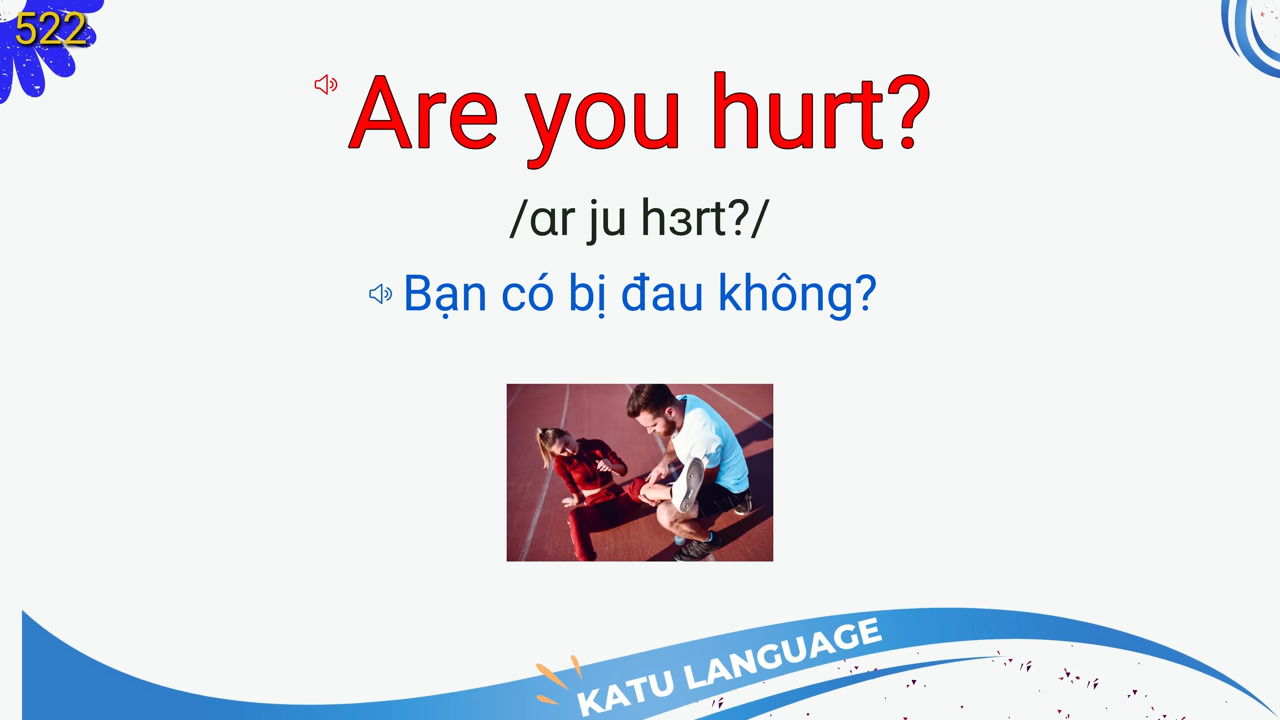 522
Are you hurt?
/ɑr ju hɜrt?/
Bạn có bị đau không?
KATU LANGUAGE